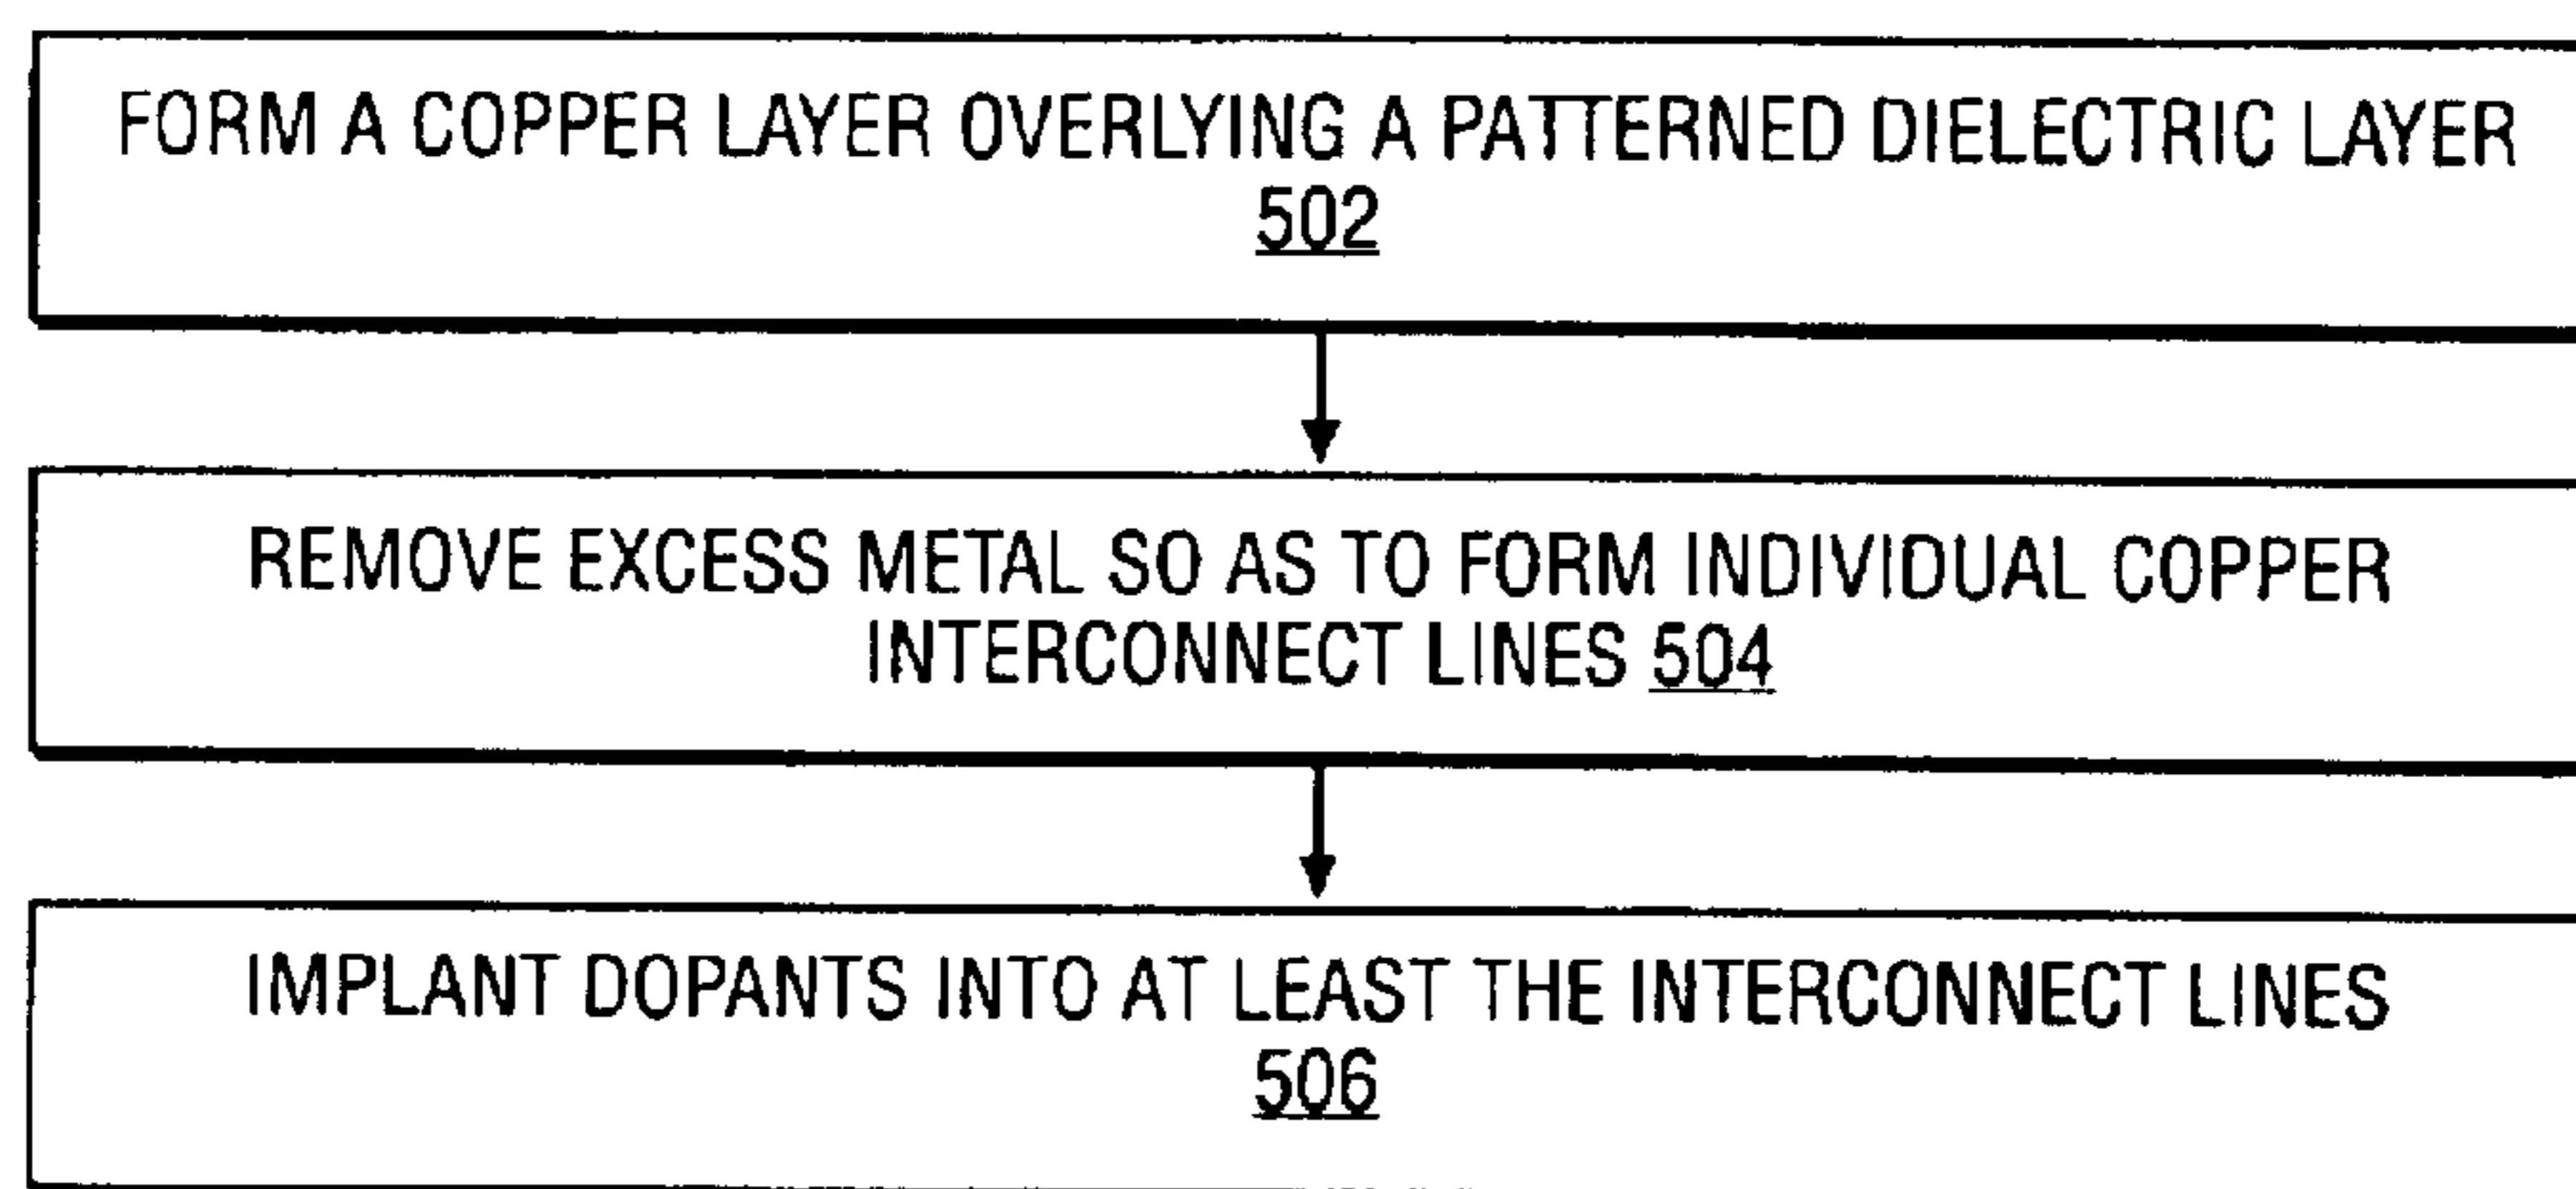 FORM A COPPER LAYER OVERLYING A PATTERNED DIELECTRIC LAYER
502
REMOVE EXCESS METAL SO AS TO FORM INDIVIDUAL COPPER
INTERCONNECT LINES 504
IMPLANT DOPANTS INTO AT LEAST THE INTERCONNECT LINES
506